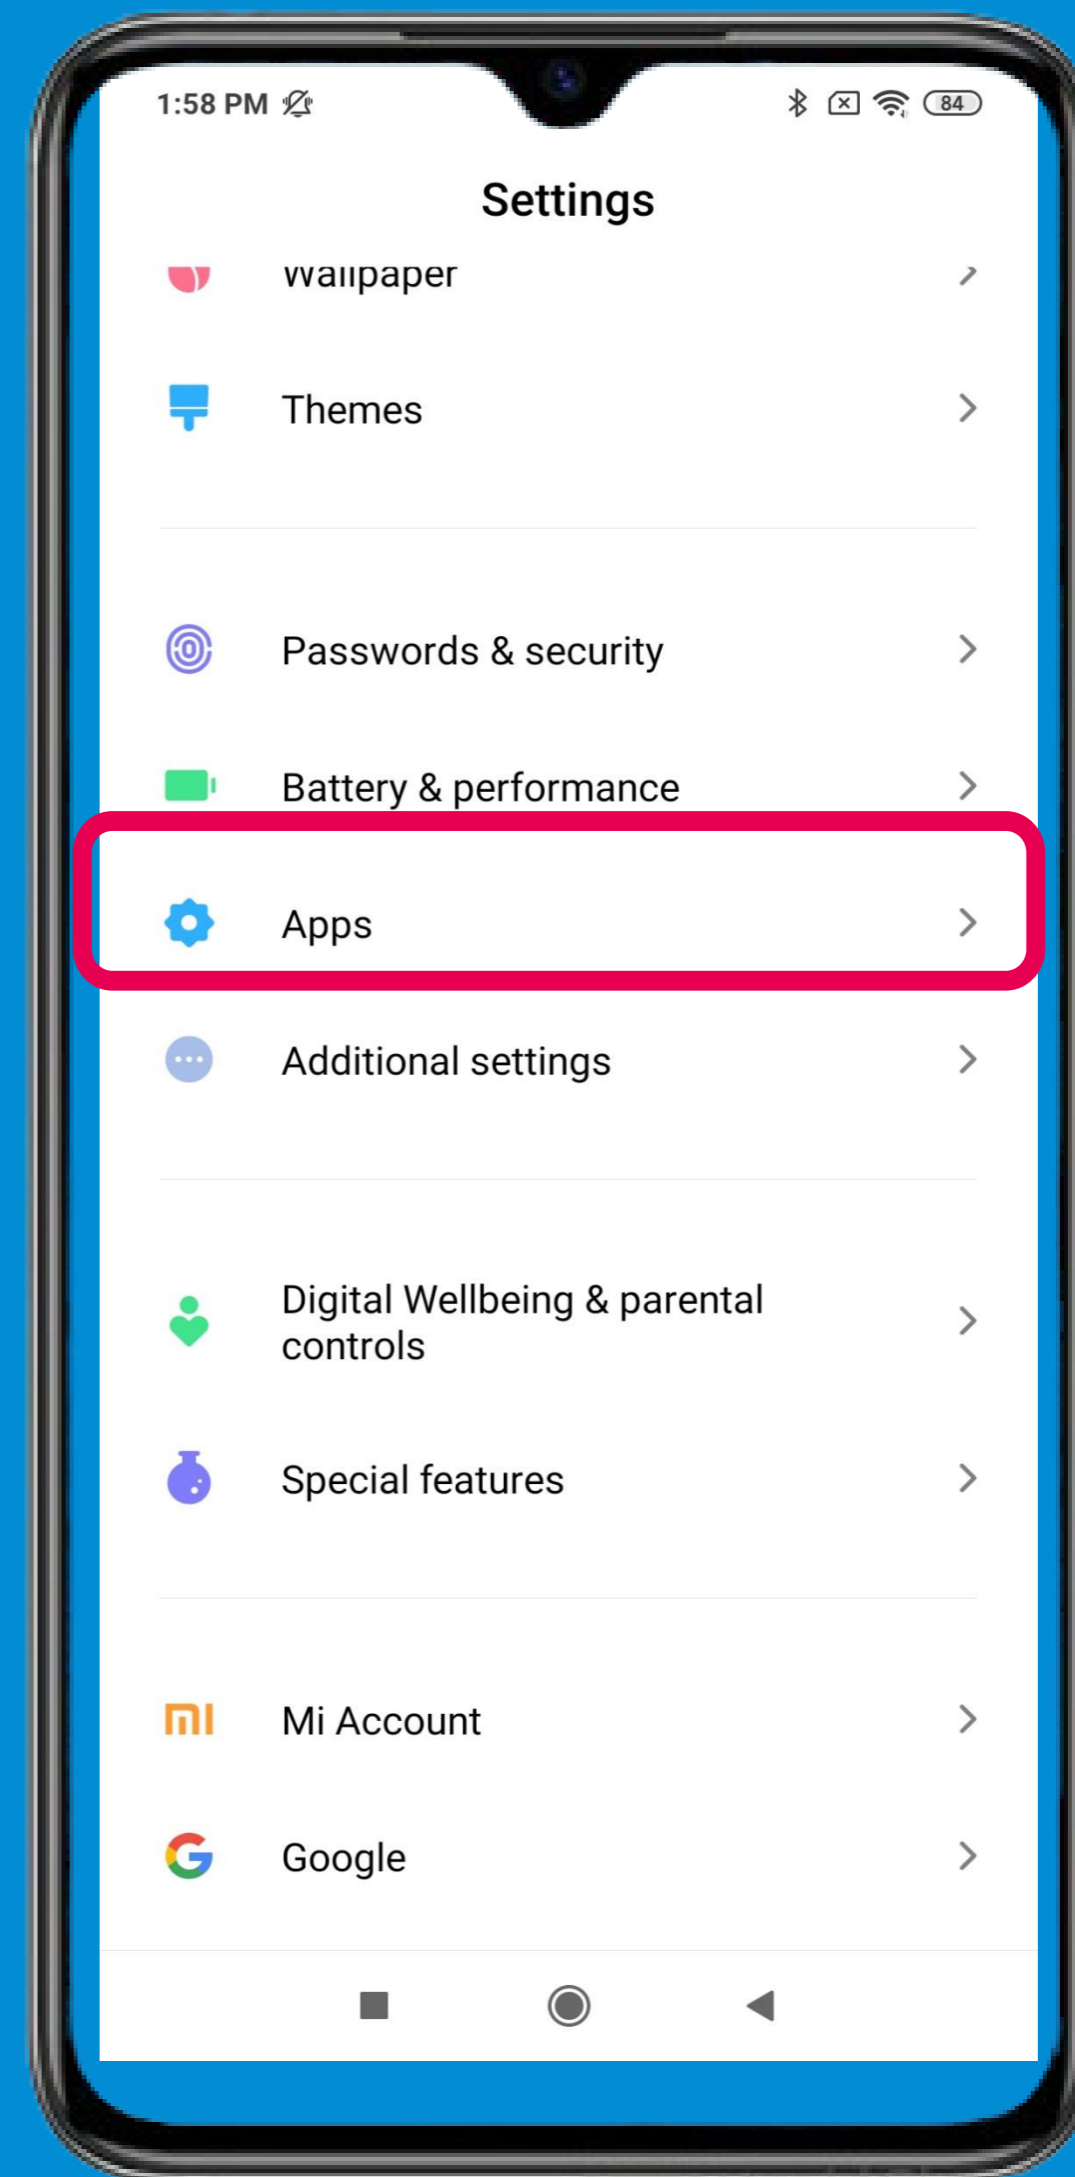 1:58 PM
84
Settings
Wallpaper
Themes
Passwords & security
Battery & performance
Apps
Additional settings
Digital Wellbeing & parental
controls
Special features
Mi Account
Google